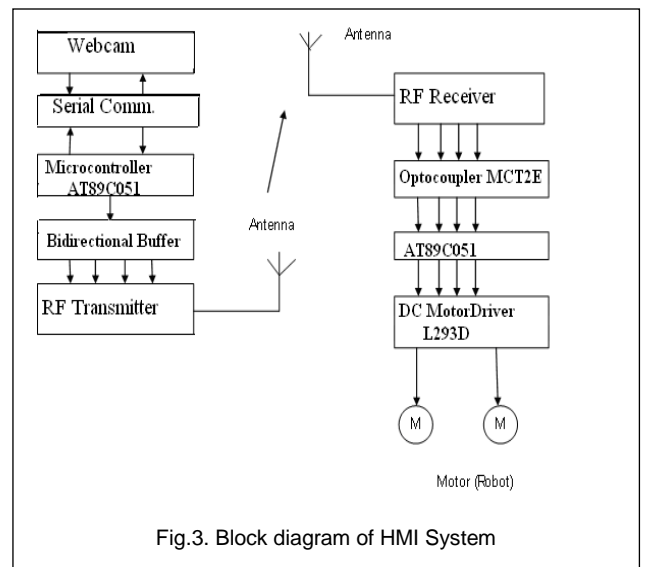 Webcam
Serial Comm.
Microcontroller
AT89C051
Bidirectional Buffer
RF Transmitter
Antenna
Antenna
RF Receiver
Optocoupler MCT2E
AT89C051
DC MotorDriver
L293D
M
M
Motor (Robot)
Fig.3. Block diagram of HMI System